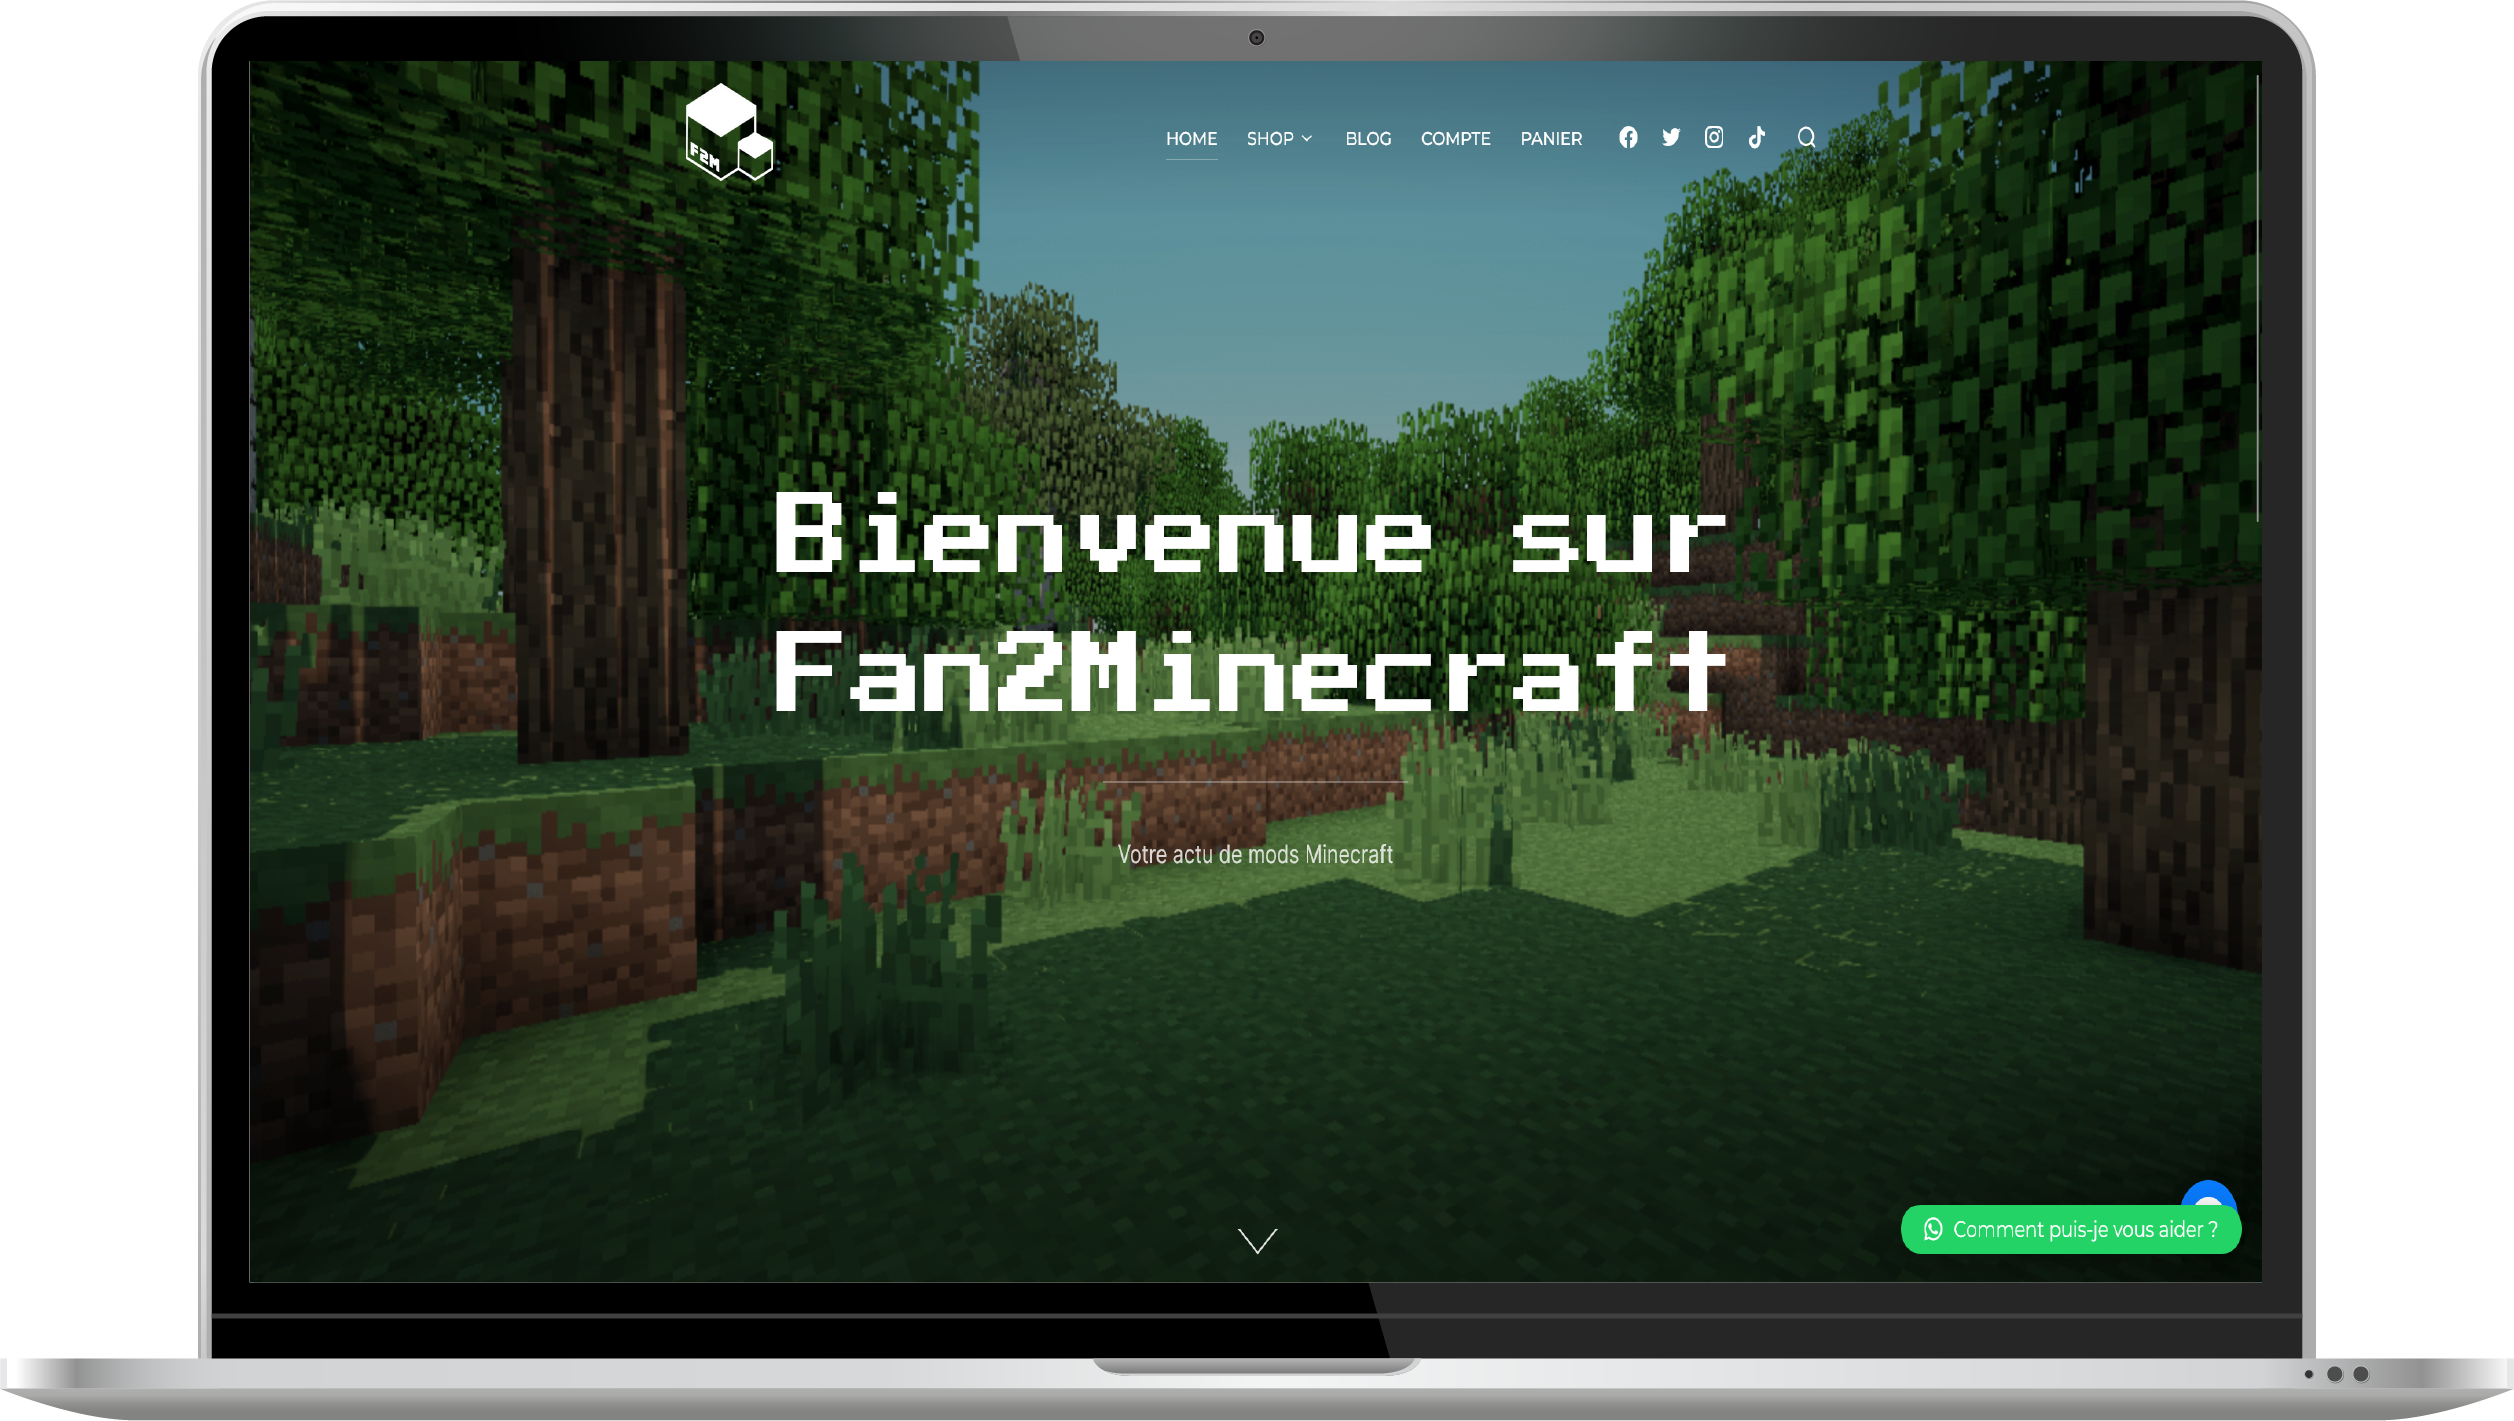 F2M
HOME SHOP BLOG COMPTE PANIER
Bienvenue sur
Fan2Minecraft
Votre actu de mods Minecraft
Comment puis-je vous aider ?